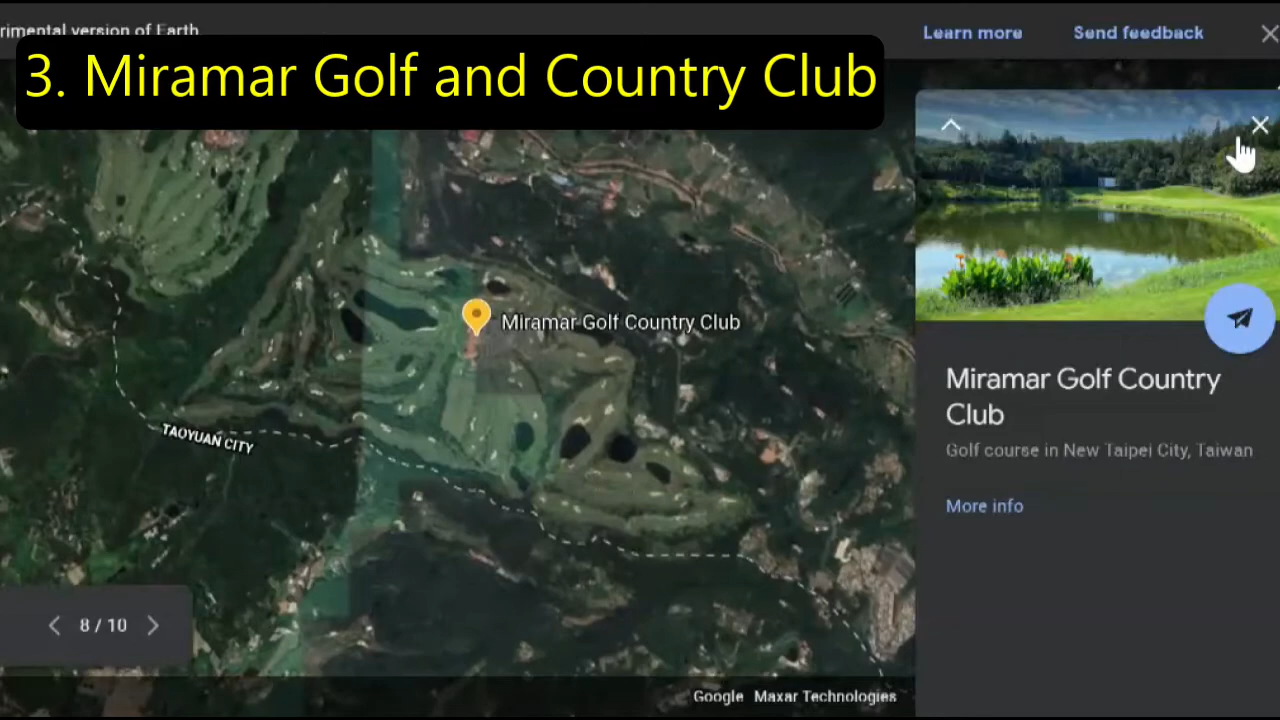 rimental version of Earth
Learn more
Send feedback
3. Miramar Golf and Country Club
Miramar Golf Country Club
TAOYUAN CITY
Miramar Golf Country
Club
Golf course in New Taipei City, Taiwan
More info
8 / 10
Google Maxar Technologies